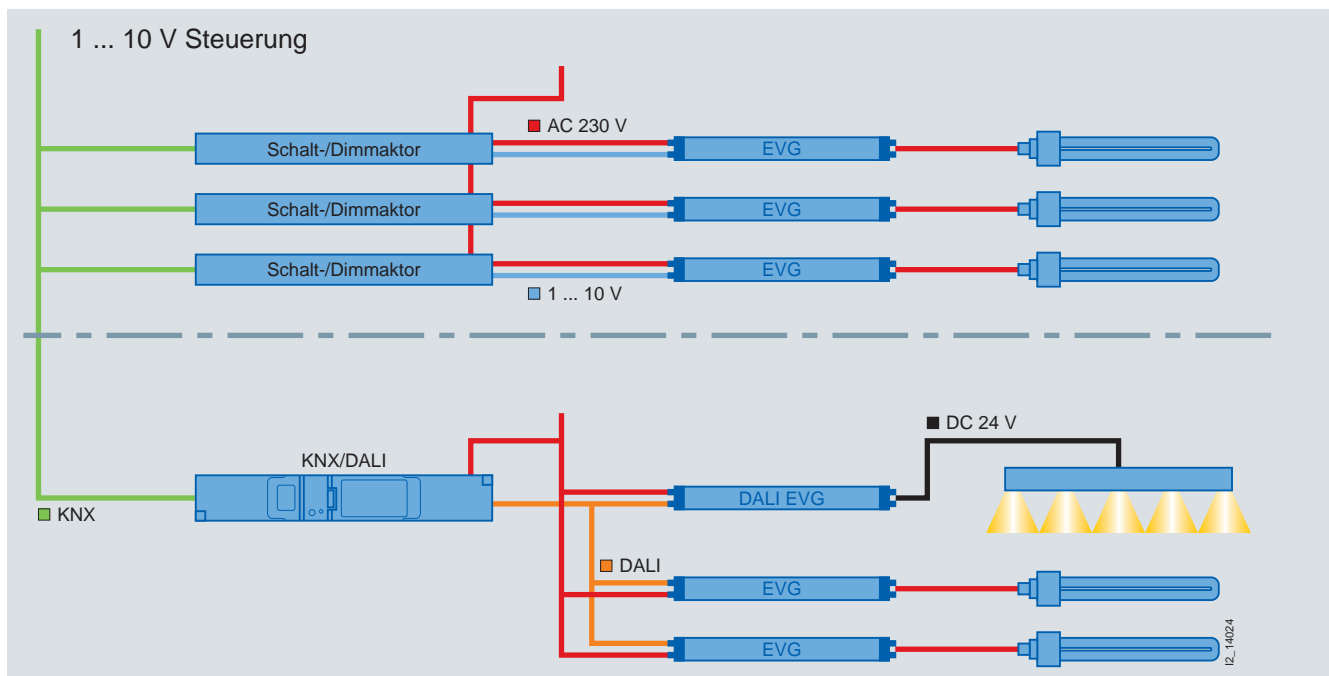 1 ... 10 V Steuerung
AC 230 V
Schalt-/Dimmaktor
EVG
Schalt-/Dimmaktor
EVG
Schalt-/Dimmaktor
EVG
1 ... 10 V
DC 24 V
KNX/DALI
DALI EVG
KNX
DALI
EVG
EVG
I2_14024